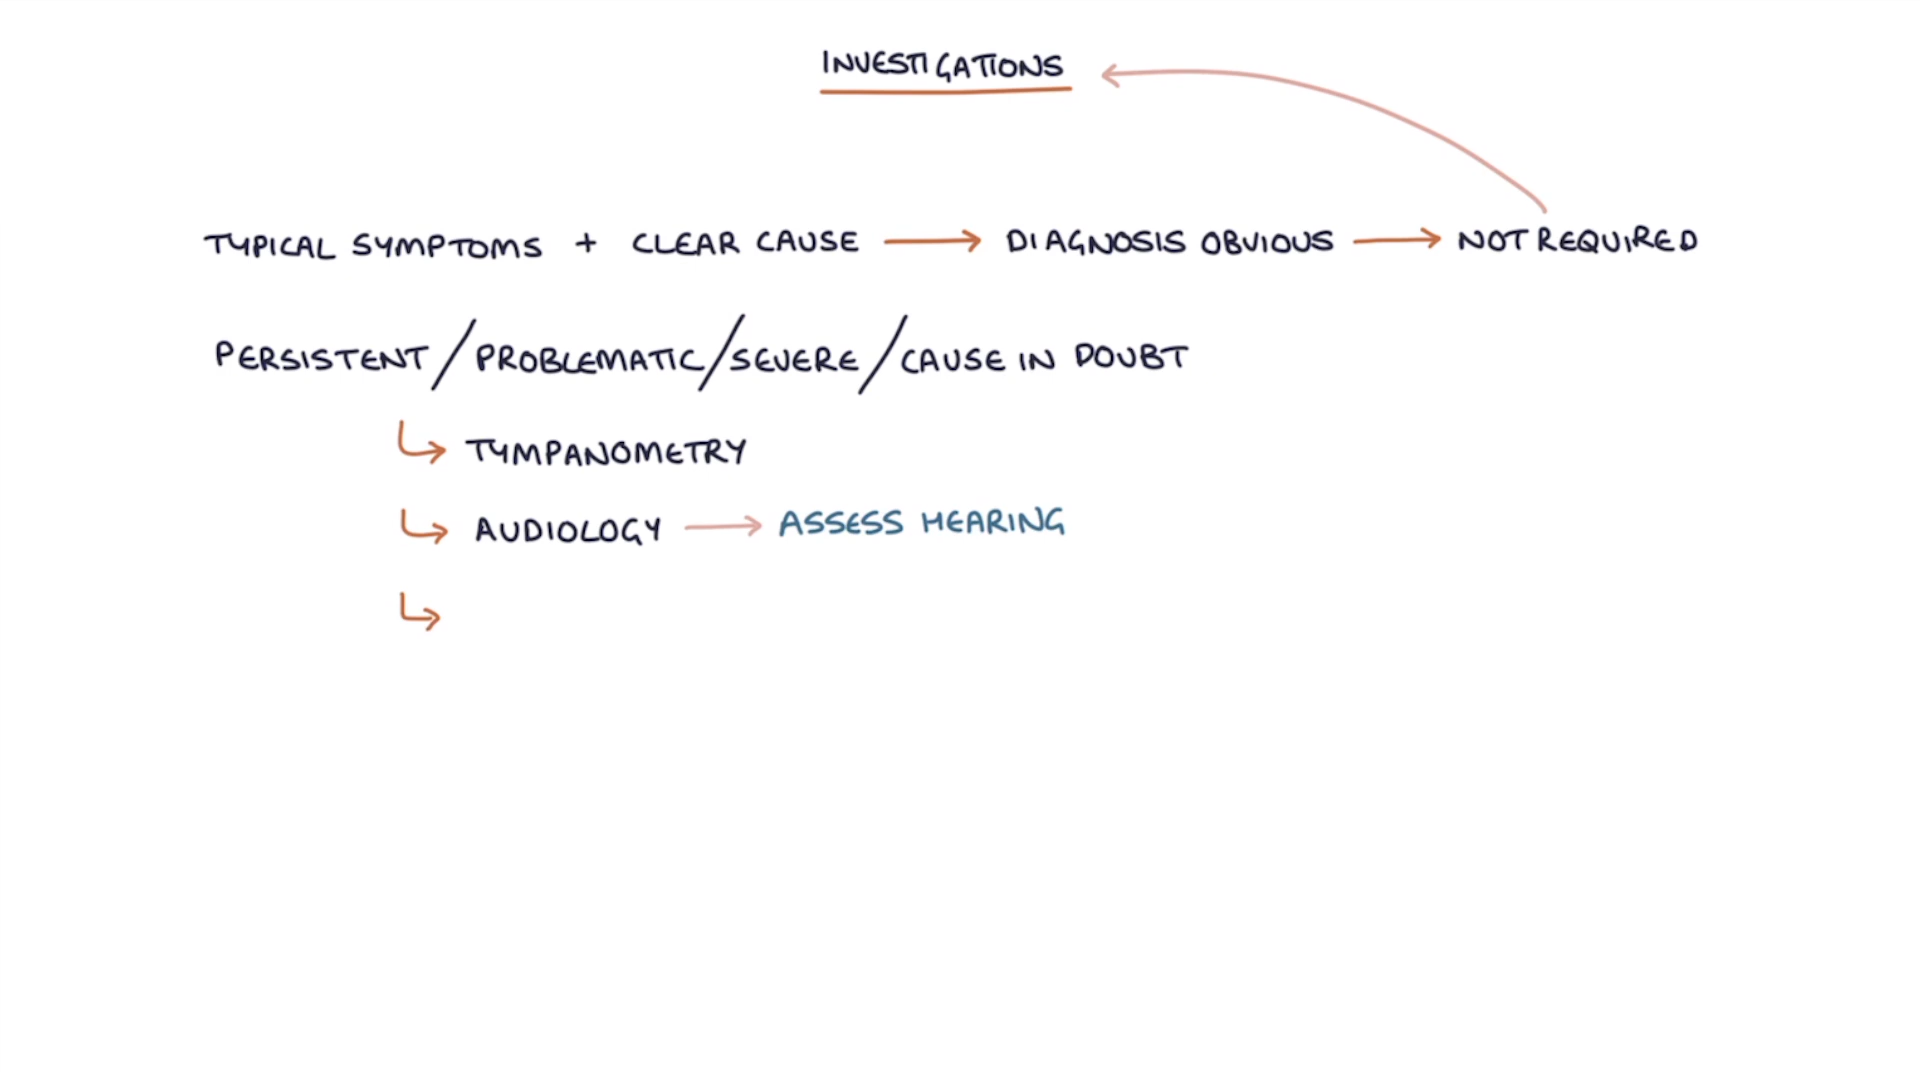 INVESTIGATIONS
TYPICAL SYMPTOMS + CLEAR CAUSE → DIAGNOSIS OBVIOUS → NOT REQUIRED
PERSISTENT/PROBLEMATIC/SEVERE/CAUSE IN DOUBT
TYMPANOMETRY
AUDIOLOGY → ASSESS HEARING